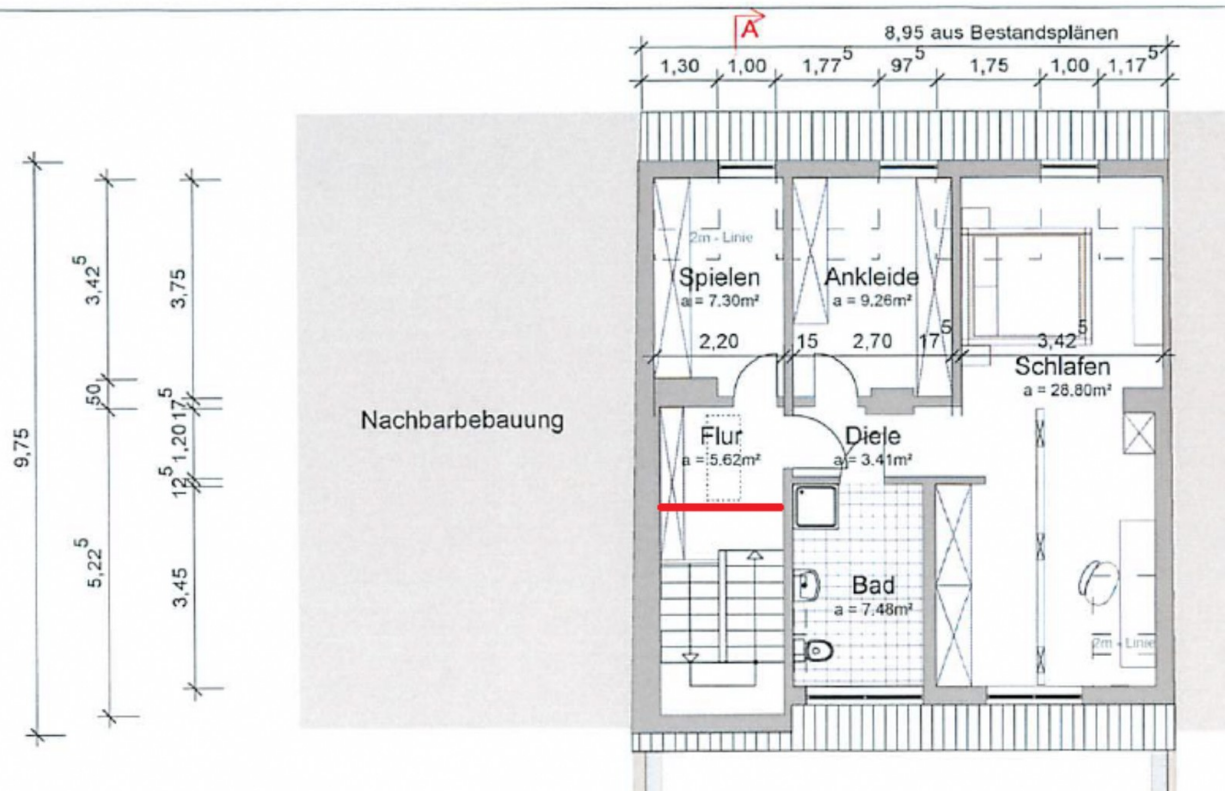 A
8,95 aus Bestandsplänen
1,30 1,00 1,77⁵ 97⁵ 1,75 1,00 1,17⁵
2m - Linie
Spielen
a = 7.30m²
Ankleide
a = 9.26m²
2,20 15 2,70 17⁵ 3,42⁵
Schlafen
a = 28.80m²
Nachbarbebauung
Flur
a = 5.62m²
Diele
a = 3.41m²
Bad
a = 7.48m²
2m - Linie
9,75
3,42⁵
50
5,22⁵
3,75
17⁵
1,20
12⁵
3,45